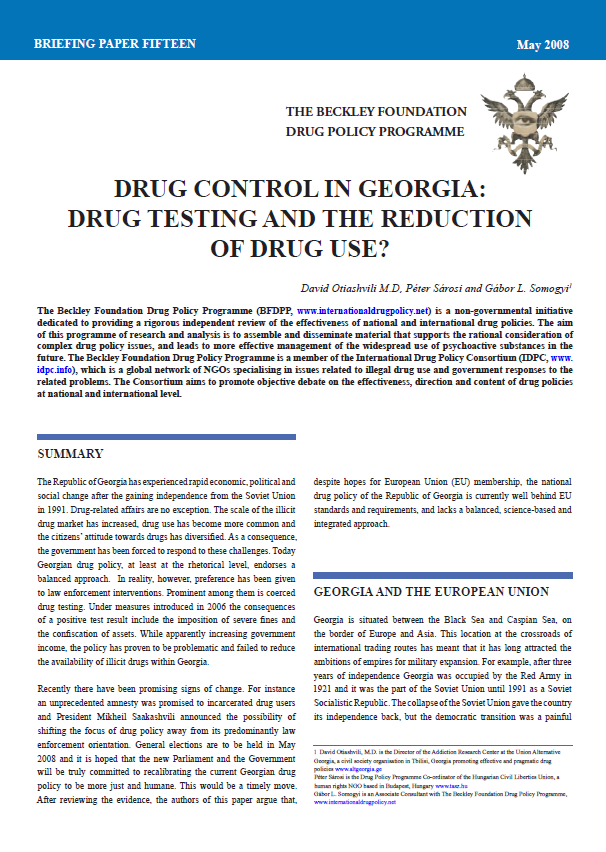 BRIEFING PAPER FIFTEEN
May 2008
THE BECKLEY FOUNDATION
DRUG POLICY PROGRAMME
DRUG CONTROL IN GEORGIA:
DRUG TESTING AND THE REDUCTION
OF DRUG USE?
David Otiashvili M.D, Péter Sárosi and Gábor L. Somogyi1
The Beckley Foundation Drug Policy Programme (BFDPP, www.internationaldrugpolicy.net) is a non-governmental initiative
dedicated to providing a rigorous independent review of the effectiveness of national and international drug policies. The aim
of this programme of research and analysis is to assemble and disseminate material that supports the rational consideration of
complex drug policy issues, and leads to more effective management of the widespread use of psychoactive substances in the
future. The Beckley Foundation Drug Policy Programme is a member of the International Drug Policy Consortium (IDPC, www.
idpc.info), which is a global network of NGOs specialising in issues related to illegal drug use and government responses to the
related problems. The Consortium aims to promote objective debate on the effectiveness, direction and content of drug policies
at national and international level.
SUMMARY
The Republic of Georgia has experienced rapid economic, political and
social change after the gaining independence from the Soviet Union
in 1991. Drug-related affairs are no exception. The scale of the illicit
drug market has increased, drug use has become more common and
the citizens' attitude towards drugs has diversified. As a consequence,
the government has been forced to respond to these challenges. Today
Georgian drug policy, at least at the rhetorical level, endorses a
balanced approach. In reality, however, preference has been given
to law enforcement interventions. Prominent among them is coerced
drug testing. Under measures introduced in 2006 the consequences
of a positive test result include the imposition of severe fines and
the confiscation of assets. While apparently increasing government
income, the policy has proven to be problematic and failed to reduce
the availability of illicit drugs within Georgia.
Recently there have been promising signs of change. For instance
an unprecedented amnesty was promised to incarcerated drug users
and President Mikheil Saakashvili announced the possibility of
shifting the focus of drug policy away from its predominantly law
enforcement orientation. General elections are to be held in May
2008 and it is hoped that the new Parliament and the Government
will be truly committed to recalibrating the current Georgian drug
policy to be more just and humane. This would be a timely move.
After reviewing the evidence, the authors of this paper argue that,
despite hopes for European Union (EU) membership, the national
drug policy of the Republic of Georgia is currently well behind EU
standards and requirements, and lacks a balanced, science-based and
integrated approach.
GEORGIA AND THE EUROPEAN UNION
Georgia is situated between the Black Sea and Caspian Sea, on
the border of Europe and Asia. This location at the crossroads of
international trading routes has meant that it has long attracted the
ambitions of empires for military expansion. For example, after three
years of independence Georgia was occupied by the Red Army in
1921 and it was the part of the Soviet Union until 1991 as a Soviet
Socialistic Republic. The collapse of the Soviet Union gave the country
its independence back, but the democratic transition was a painful
1 David Otiashvili, M.D. is the Director of the Addiction Research Center at the Union Alternative
Georgia, a civil society organisation in Tbilisi, Georgia promoting effective and pragmatic drug
policies www.altgeorgia.ge
Péter Sárosi is the Drug Policy Programme Co-orinator of the Hungarian Civil Liberties Union, a
human rights NGO based in Budapest, Hungary www.tasz.hu
Gábor L. Somogyi is an Associate Consultant with The Beckley Foundation Drug Policy Programme,
www.internationaldrugpolicy.net